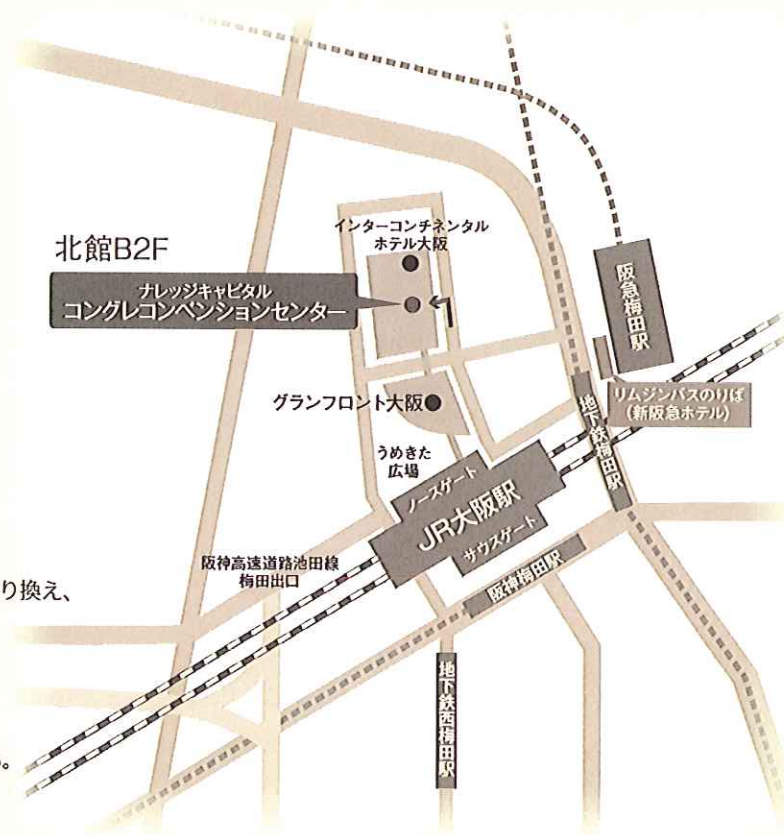 北館B2F
インターコンチネンタル
ホテル大阪
ナレッジキャピタル
コングレコンベンションセンター
阪急梅田駅
グランフロント大阪
リムジンバスのりば
(新阪急ホテル)
地下鉄梅田駅
うめきた
広場
ノースゲート
JR大阪駅
サウスゲート
阪神高速道路池田線
梅田出口
阪神梅田駅
り換え、
地下鉄西梅田駅
。